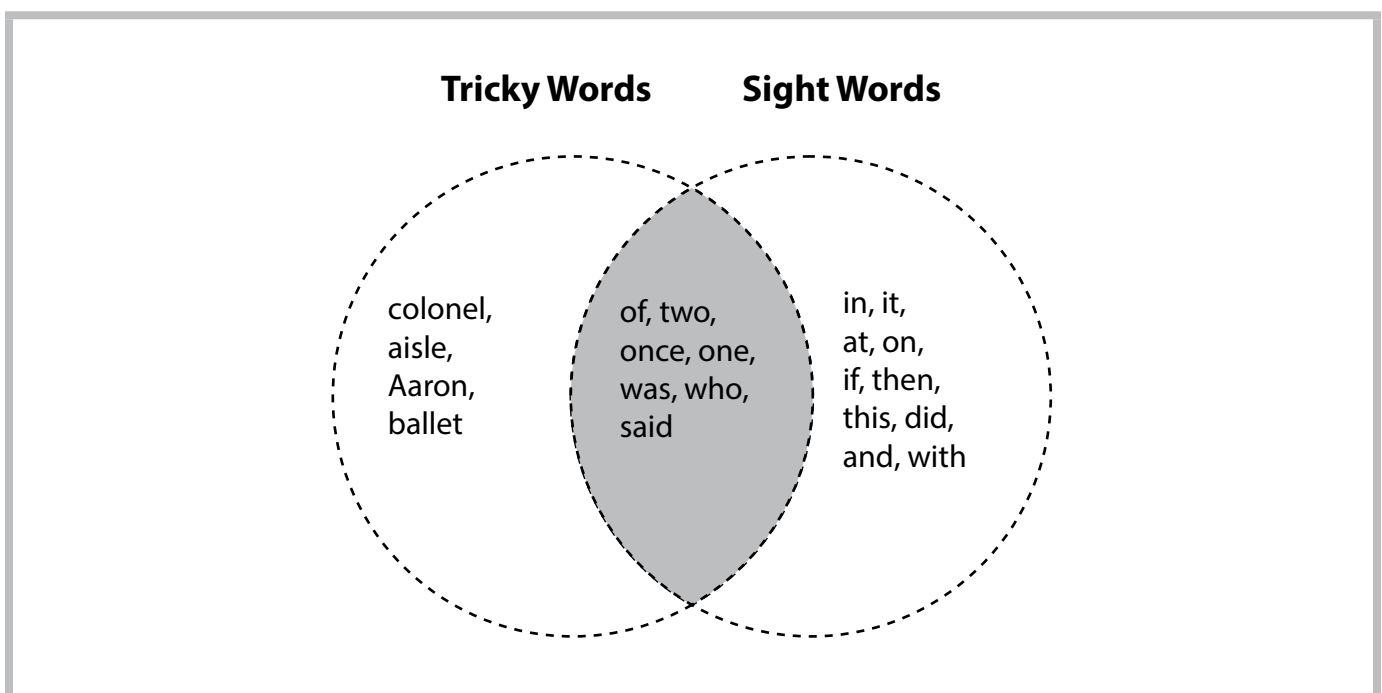 Tricky Words
Sight Words
colonel,
aisle,
Aaron,
ballet
of, two,
once, one,
was, who,
said
in, it,
at, on,
if, then,
this, did,
and, with